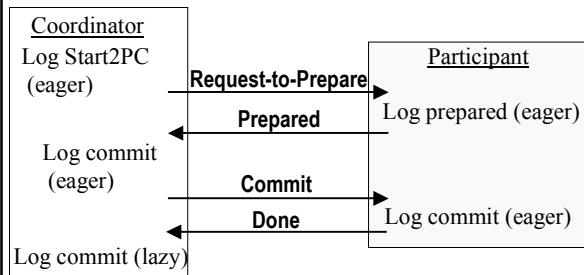 Coordinator
Log Start2PC
(eager)
Request-to-Prepare
Participant
Log prepared (eager)
Prepared
Log commit
(eager)
Commit
Log commit (eager)
Done
Log commit (lazy)